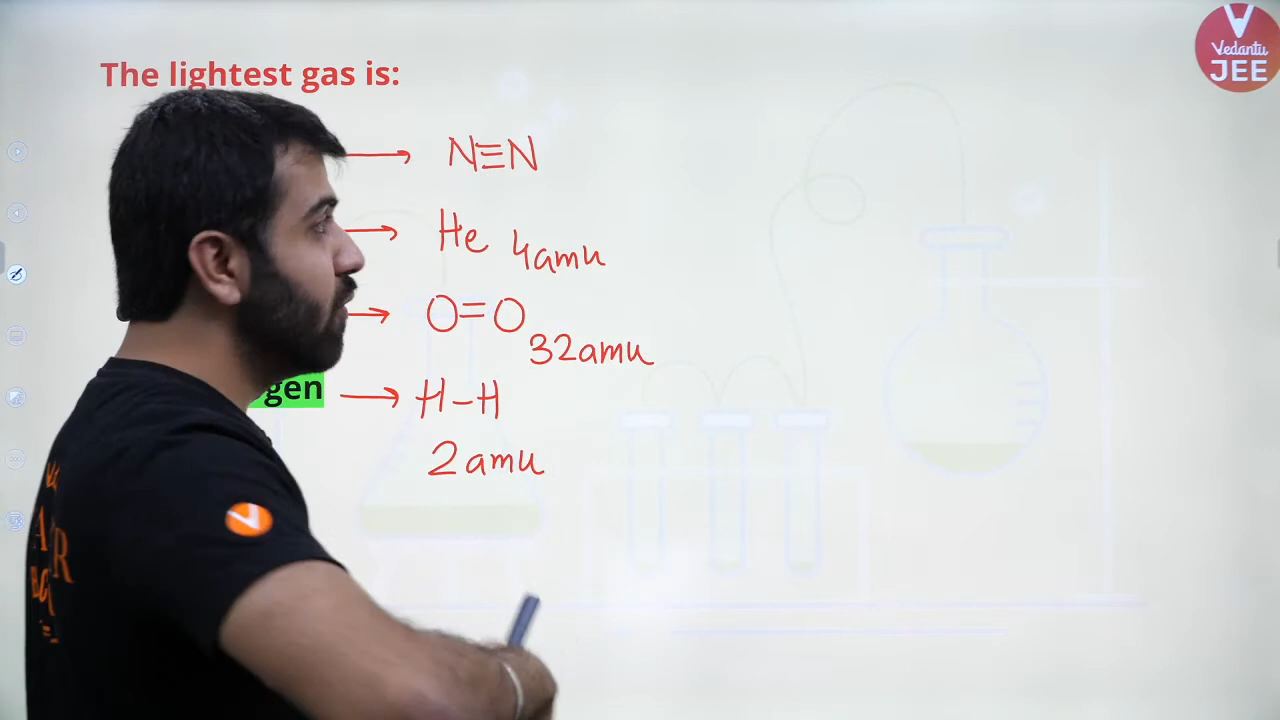 The lightest gas is:
N≡N
He 4amu
O=O
32amu
gen
H-H
2amu
Vedantu
JEE